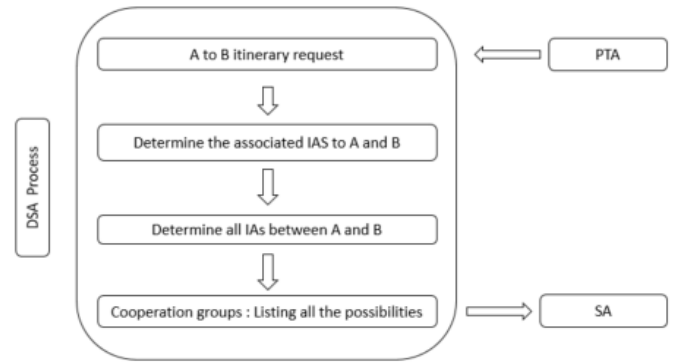 A to B itinerary request
PTA
Determine the associated IAS to A and B
DSA Process
Determine all IAs between A and B
Cooperation groups : Listing all the possibilities
SA